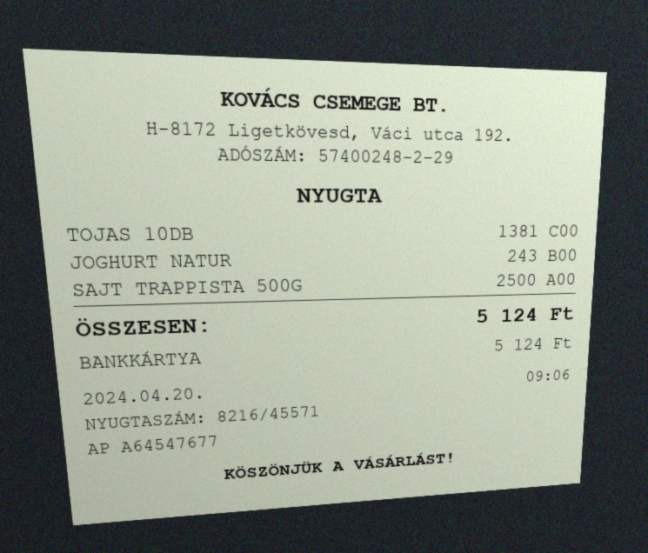 KOVÁCS CSEMEGE BT.
H-8172 Ligetkövesd, Váci utca 192.
ADÓSZÁM: 57400248-2-29
NYUGTA
TOJAS 10DB 1381 C00
JOGHURT NATUR 243 B00
SAJT TRAPPISTA 500G 2500 A00
ÖSSZESEN: 5 124 Ft
BANKKÁRTYA 5 124 Ft
2024.04.20. 09:06
NYUGTASZÁM: 8216/45571
AP A64547677
KÖSZÖNJÜK A VÁSÁRLÁST!